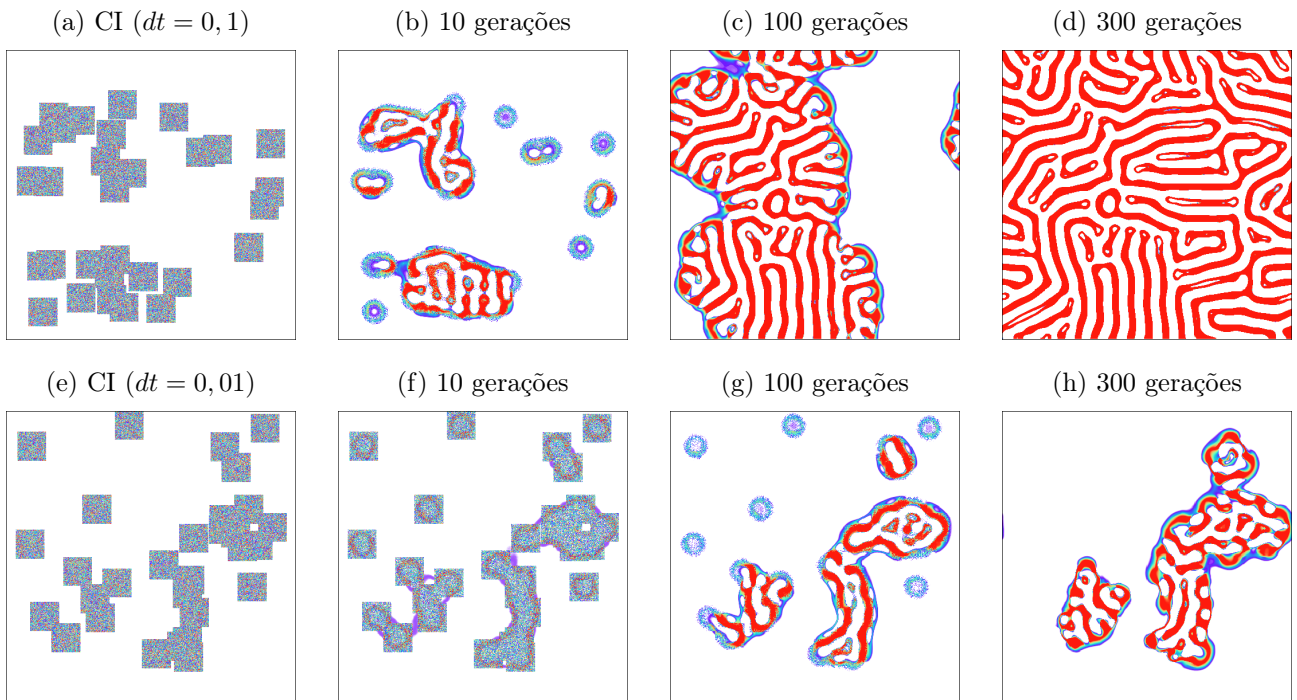 (a) CI (dt = 0, 1)
(b) 10 gerações
(c) 100 gerações
(d) 300 gerações
(e) CI (dt = 0, 01)
(f) 10 gerações
(g) 100 gerações
(h) 300 gerações